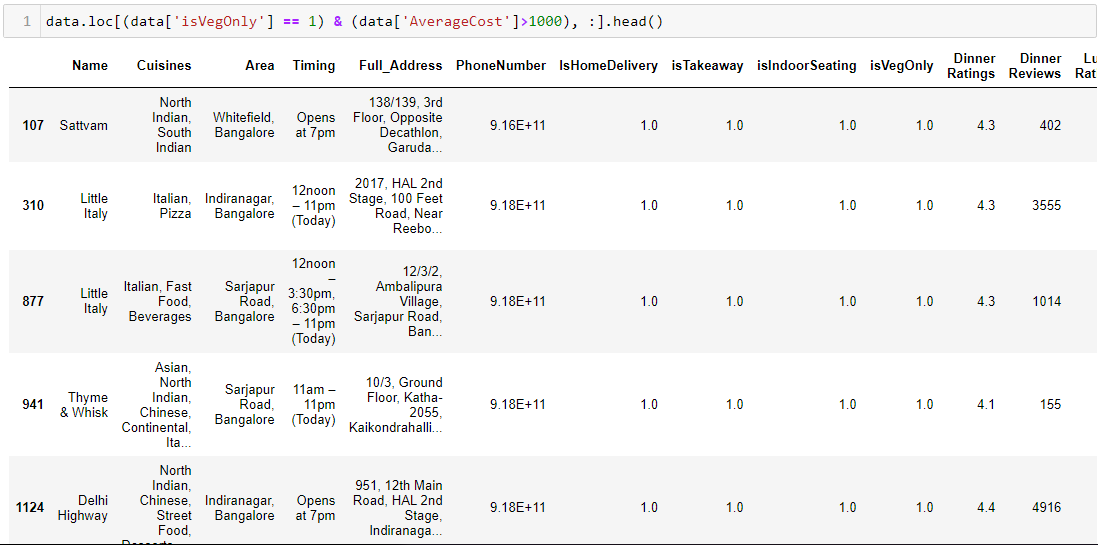 1 data.loc[(data['isVegOnly'] == 1) & (data['AverageCost']>1000), :].head()
Name Cuisines Area Timing Full_Address PhoneNumber IsHomeDelivery isTakeaway isIndoorSeating isVegOnly Dinner Ratings Dinner Reviews
107 Sattvam North Indian, South Indian Whitefield, Bangalore Opens at 7pm 138/139, 3rd Floor, Opposite Decathlon, Garuda... 9.16E+11 1.0 1.0 1.0 1.0 4.3 402
310 Little Italy Italian, Pizza Indiranagar, Bangalore 12noon – 11pm (Today) 2017, HAL 2nd Stage, 100 Feet Road, Near Reebo... 9.18E+11 1.0 1.0 1.0 1.0 4.3 3555
877 Little Italy Italian, Fast Food, Beverages Sarjapur Road, Bangalore 12noon – 3:30pm, 6:30pm – 11pm (Today) 12/3/2, Ambalipura Village, Sarjapur Road, Ban... 9.18E+11 1.0 1.0 1.0 1.0 4.3 1014
941 Thyme & Whisk Asian, North Indian, Chinese, Continental, Ita... Sarjapur Road, Bangalore 11am – 11pm (Today) 10/3, Ground Floor, Katha-2055, Kaikondrahalli... 9.18E+11 1.0 1.0 1.0 1.0 4.1 155
1124 Delhi Highway North Indian, Chinese, Street Food, Indiranagar, Bangalore Opens at 7pm 951, 12th Main Road, HAL 2nd Stage, Indiranaga... 9.18E+11 1.0 1.0 1.0 1.0 4.4 4916